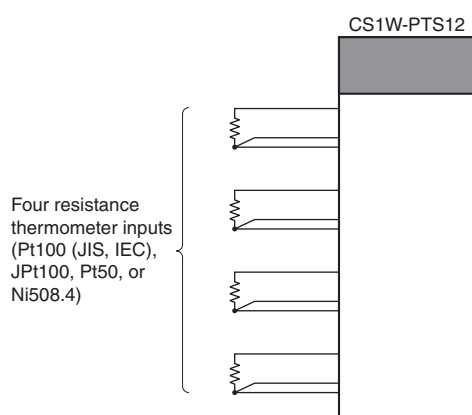 CS1W-PTS12
Four resistance
thermometer inputs
(Pt100 (JIS, IEC),
JPt100, Pt50, or
Ni508.4)